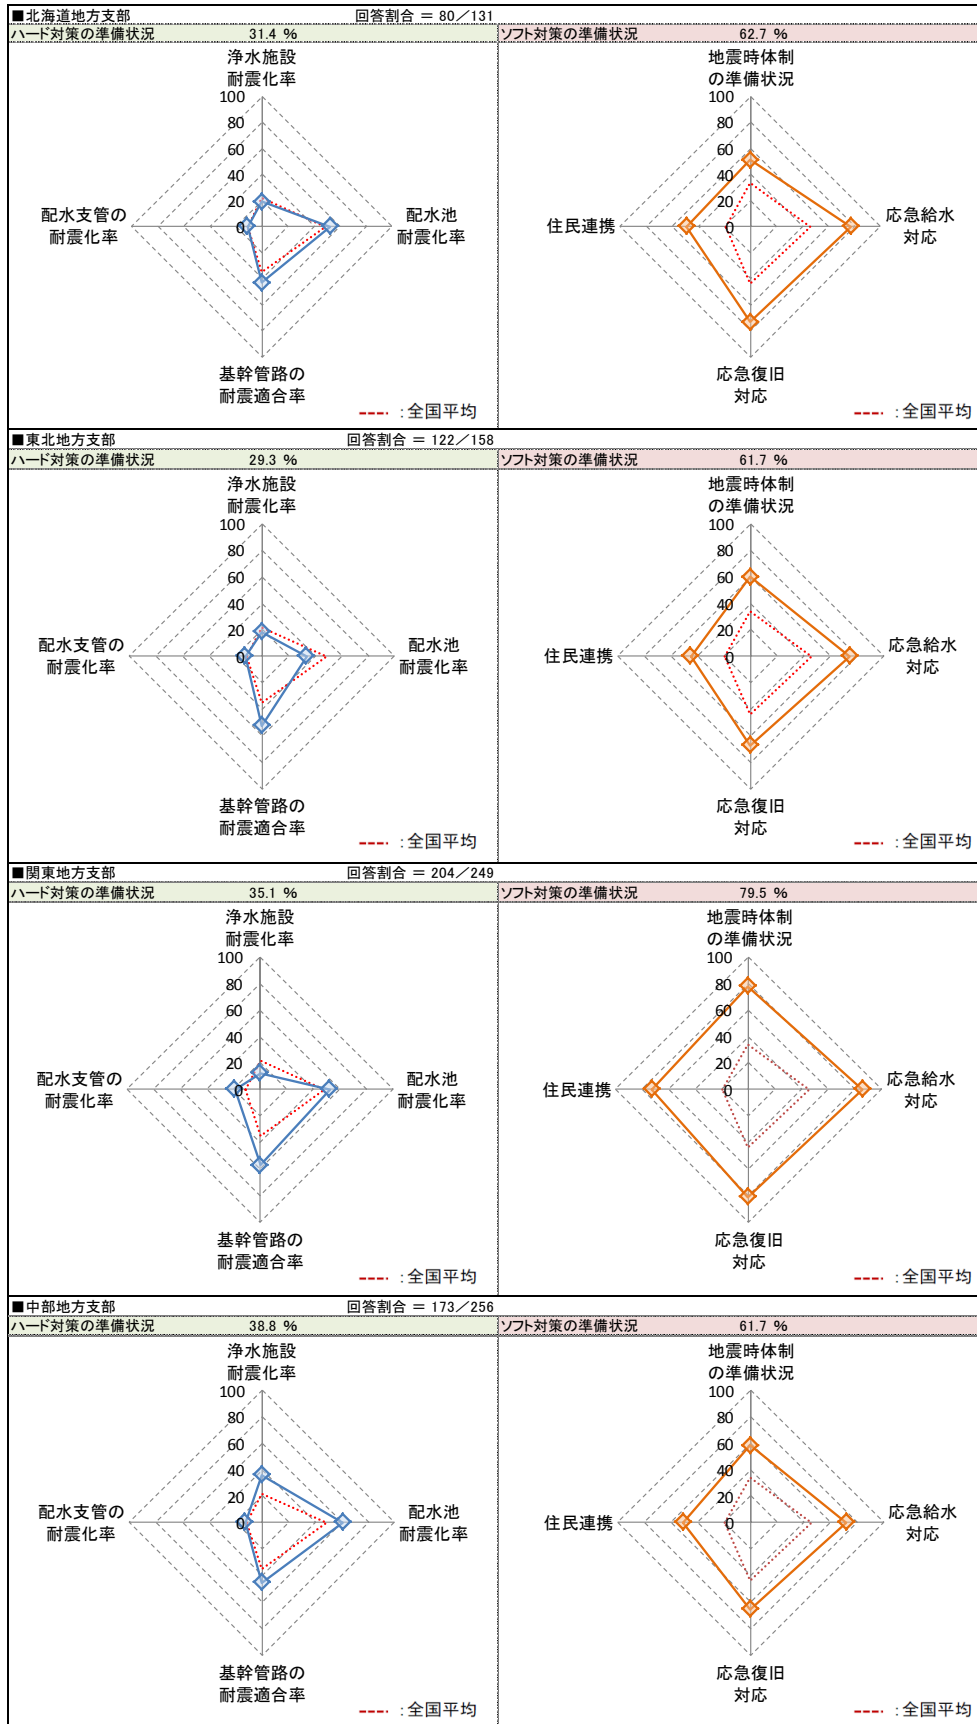 ■北海道地方支部 回答割合 = 80/131
ハード対策の準備状況 31.4 % ソフト対策の準備状況 62.7 %
浄水施設
耐震化率
100
80
60
40
20
0
配水支管の
耐震化率
配水池
耐震化率
基幹管路の
耐震適合率
：全国平均
地震時体制
の準備状況
100
80
60
40
20
0
住民連携
応急給水
対応
応急復旧
対応
：全国平均
■東北地方支部 回答割合 = 122/158
ハード対策の準備状況 29.3 % ソフト対策の準備状況 61.7 %
浄水施設
耐震化率
100
80
60
40
20
0
配水支管の
耐震化率
配水池
耐震化率
基幹管路の
耐震適合率
：全国平均
地震時体制
の準備状況
100
80
60
40
20
0
住民連携
応急給水
対応
応急復旧
対応
：全国平均
■関東地方支部 回答割合 = 204/249
ハード対策の準備状況 35.1 % ソフト対策の準備状況 79.5 %
浄水施設
耐震化率
100
80
60
40
20
0
配水支管の
耐震化率
配水池
耐震化率
基幹管路の
耐震適合率
：全国平均
地震時体制
の準備状況
100
80
60
40
20
0
住民連携
応急給水
対応
応急復旧
対応
：全国平均
■中部地方支部 回答割合 = 173/256
ハード対策の準備状況 38.8 % ソフト対策の準備状況 61.7 %
浄水施設
耐震化率
100
80
60
40
20
0
配水支管の
耐震化率
配水池
耐震化率
基幹管路の
耐震適合率
：全国平均
地震時体制
の準備状況
100
80
60
40
20
0
住民連携
応急給水
対応
応急復旧
対応
：全国平均